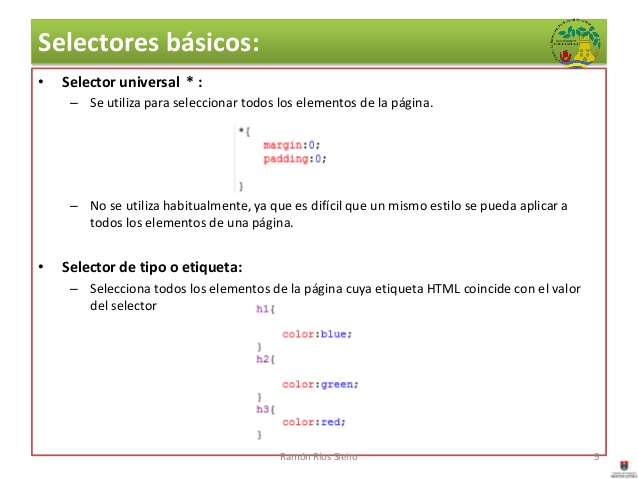 Selectores básicos:
• Selector universal * :
– Se utiliza para seleccionar todos los elementos de la página.
*{
margin:0;
padding:0;
}
– No se utiliza habitualmente, ya que es difícil que un mismo estilo se pueda aplicar a
todos los elementos de una página.
• Selector de tipo o etiqueta:
– Selecciona todos los elementos de la página cuya etiqueta HTML coincide con el valor
del selector
h1{
color:blue;
}
h2{
color:green;
}
h3{
color:red;
}
Ramón Ríos Sieiro
9